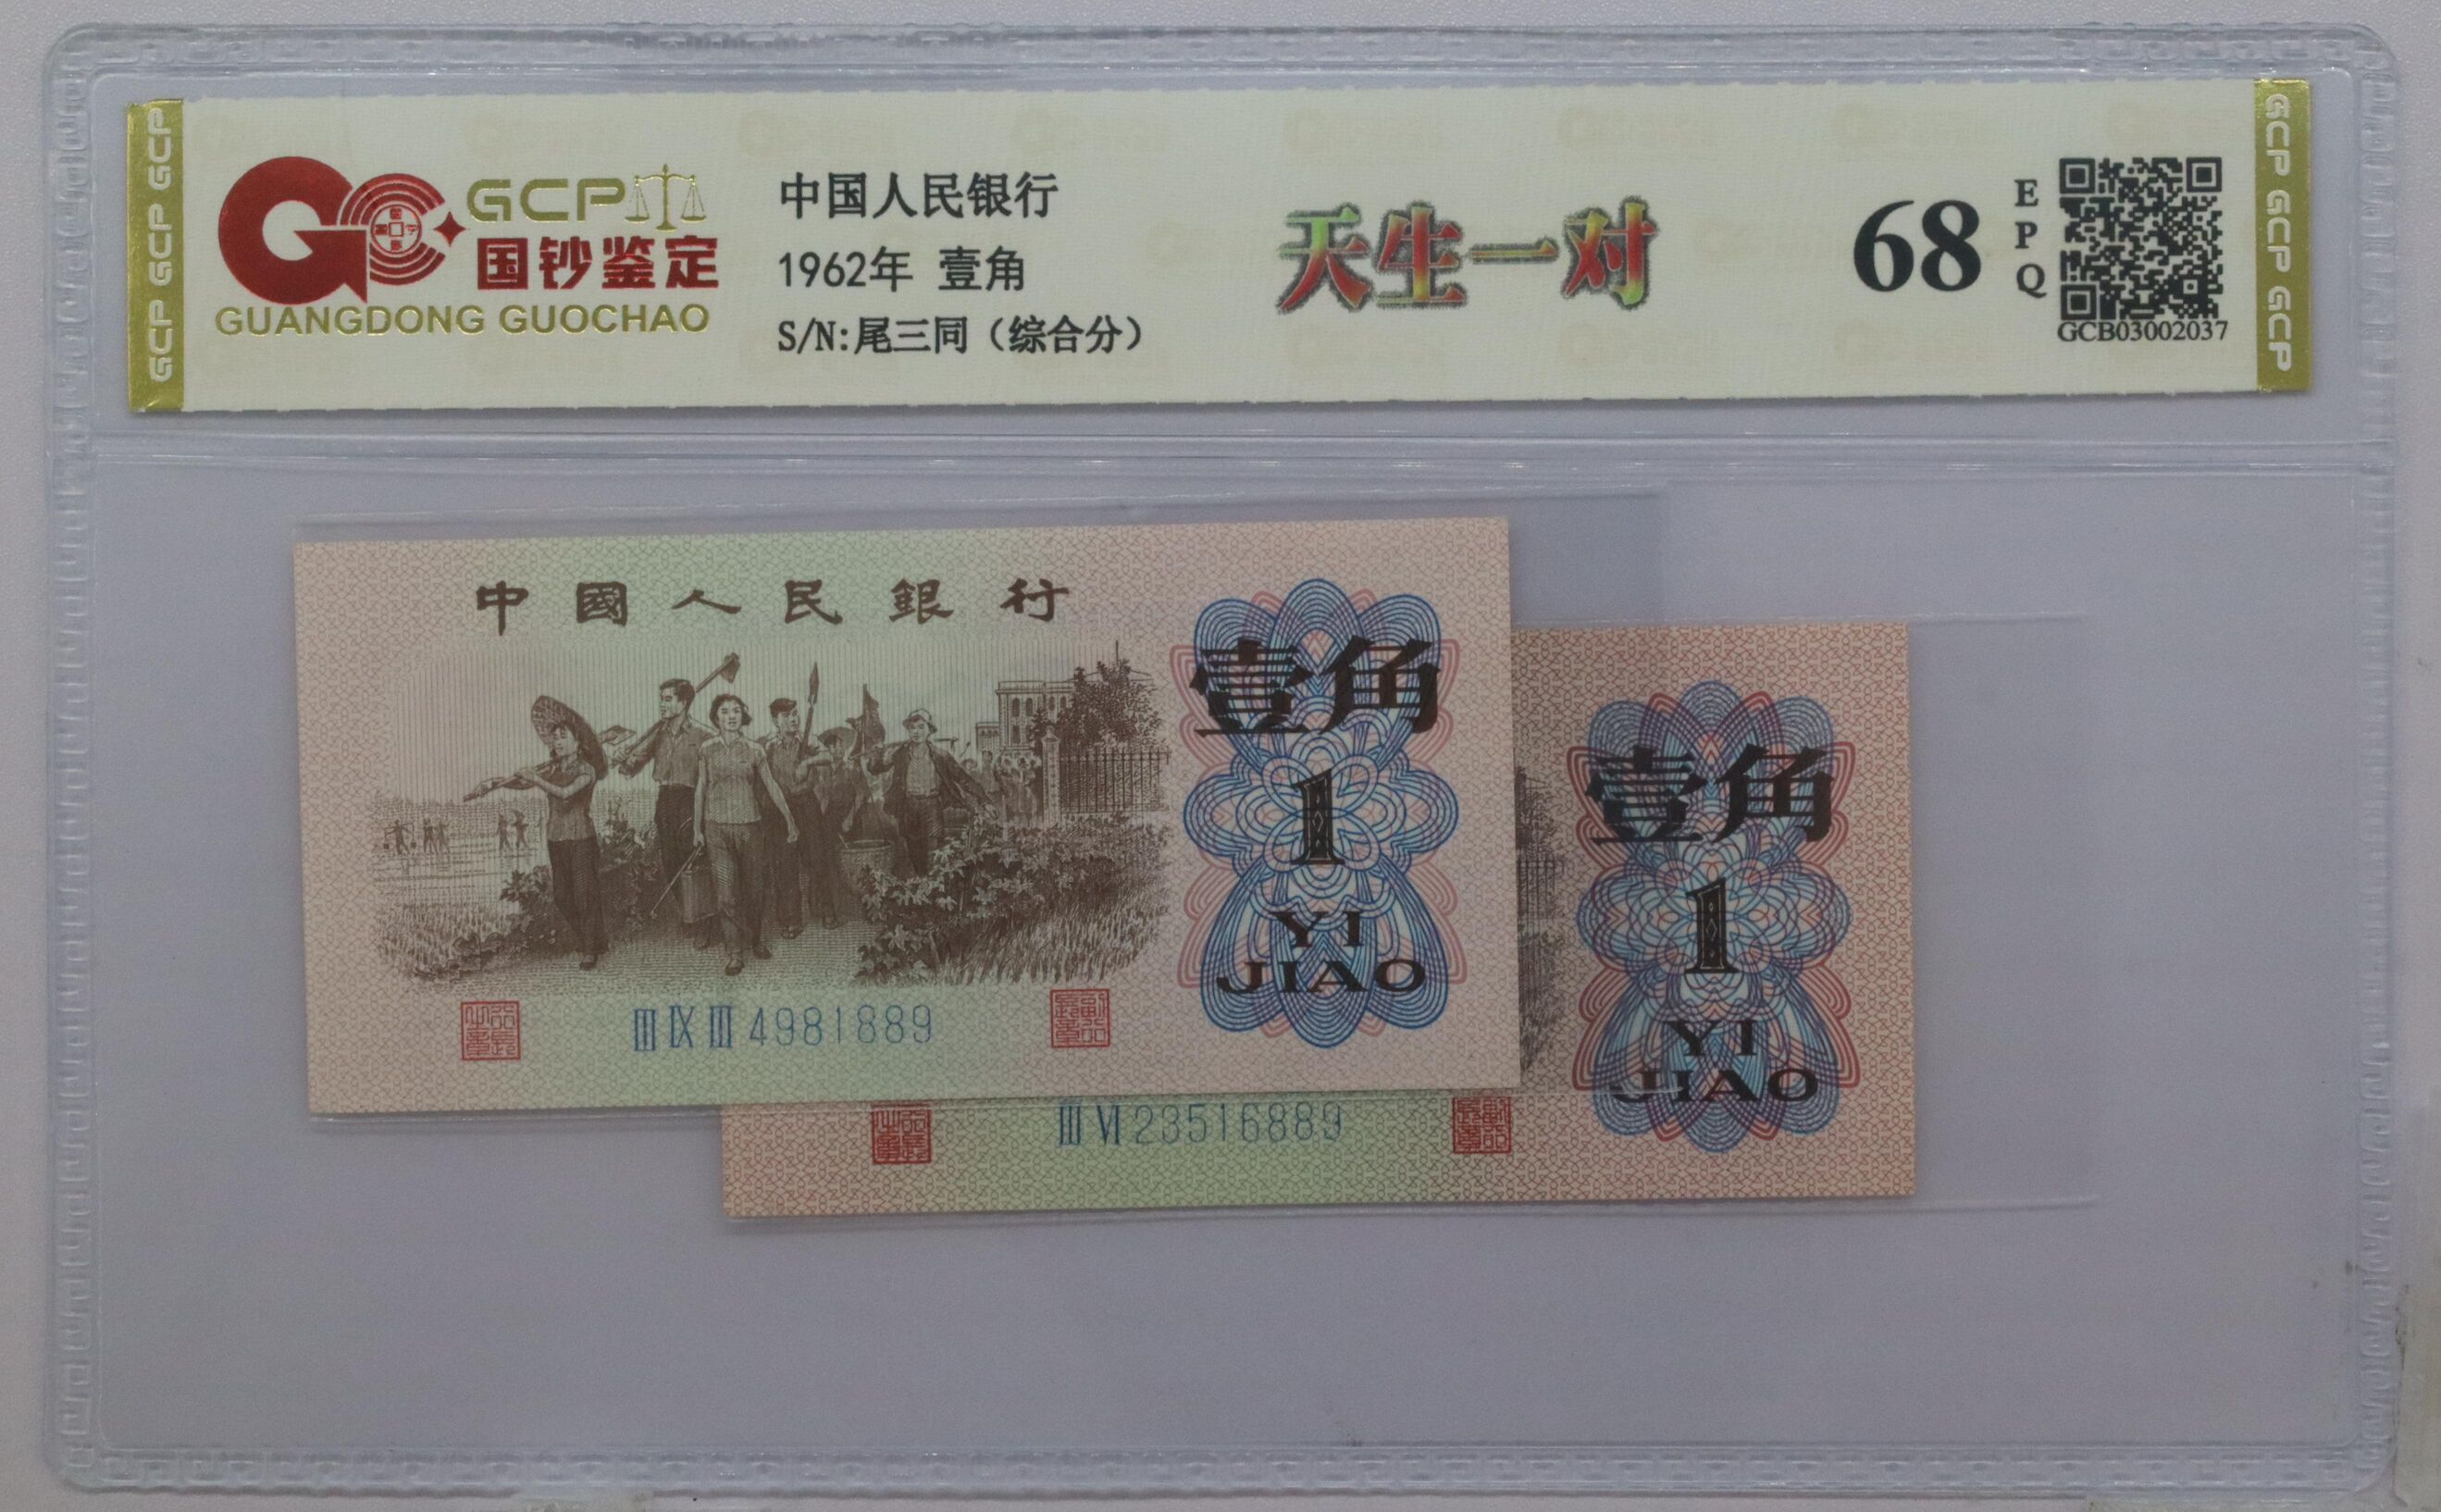 GCP GCP GCP
GCP
国钞鉴定
GUANGDONG GUOCHAO
中国人民银行
1962年 壹角
S/N:尾三同（综合分）
天生一对
68
EPQ
GCB03002037
GCP GCP GCP
中國人民銀行
壹角
1
YI
JIAO
ⅢⅨⅢ4981889
壹角
1
YI
JIAO
ⅢⅥ23516889